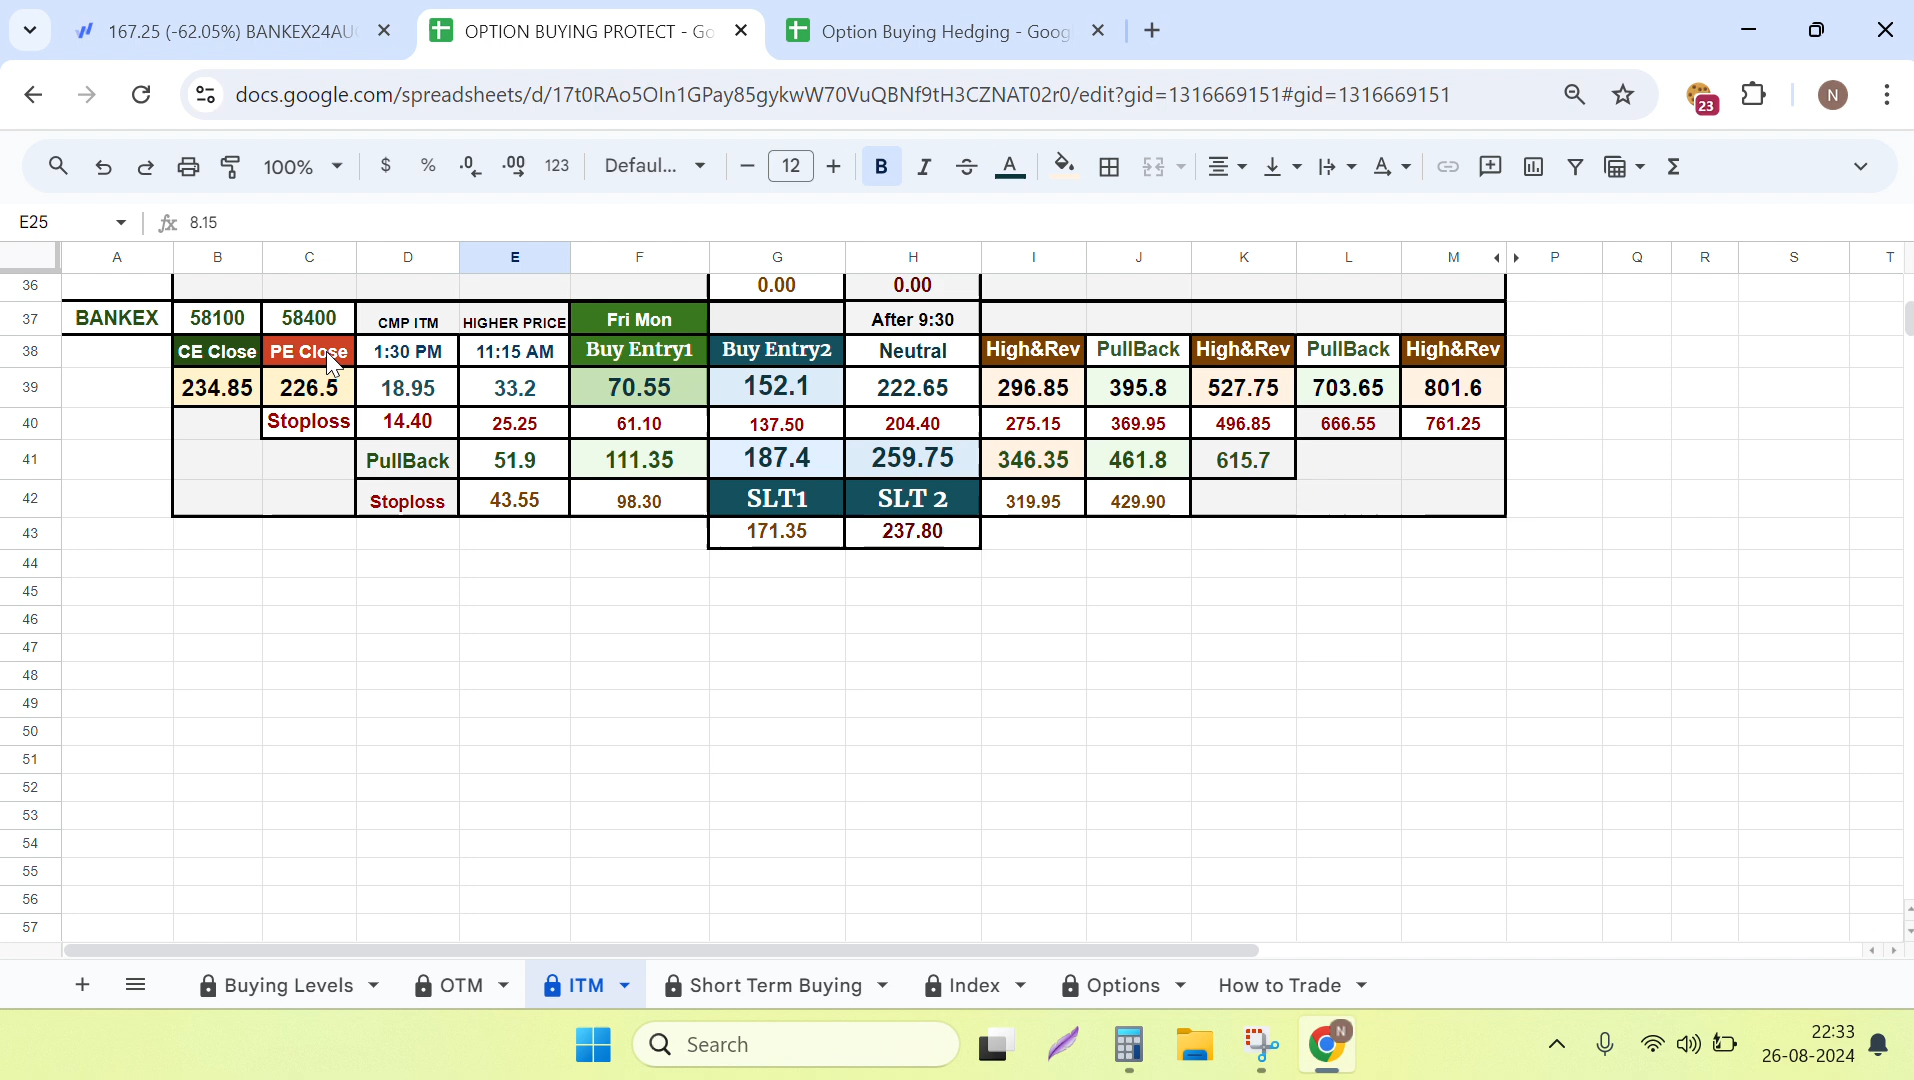 167.25 (-62.05%) BANKEX24AU
OPTION BUYING PROTECT - Go
Option Buying Hedging - Goog
docs.google.com/spreadsheets/d/17t0RAo5OIn1GPay85gykwW70VuQBNf9tH3CZNAT02r0/edit?gid=1316669151#gid=1316669151
23
N
100% $ % .0 .00 123 Defaul... 12 B I A
E25 fx 8.15
A B C D E F G H I J K L M P Q R S T
36 0.00 0.00
37 BANKEX 58100 58400 CMP ITM HIGHER PRICE Fri Mon After 9:30
38 CE Close PE Close 1:30 PM 11:15 AM Buy Entry1 Buy Entry2 Neutral High&Rev PullBack High&Rev PullBack High&Rev
39 234.85 226.5 18.95 33.2 70.55 152.1 222.65 296.85 395.8 527.75 703.65 801.6
40 Stoploss 14.40 25.25 61.10 137.50 204.40 275.15 369.95 496.85 666.55 761.25
41 PullBack 51.9 111.35 187.4 259.75 346.35 461.8 615.7
42 Stoploss 43.55 98.30 SLT1 SLT 2 319.95 429.90
43 171.35 237.80
44
45
46
47
48
49
50
51
52
53
54
55
56
57
Buying Levels OTM ITM Short Term Buying Index Options How to Trade
Search
N
22:33
26-08-2024